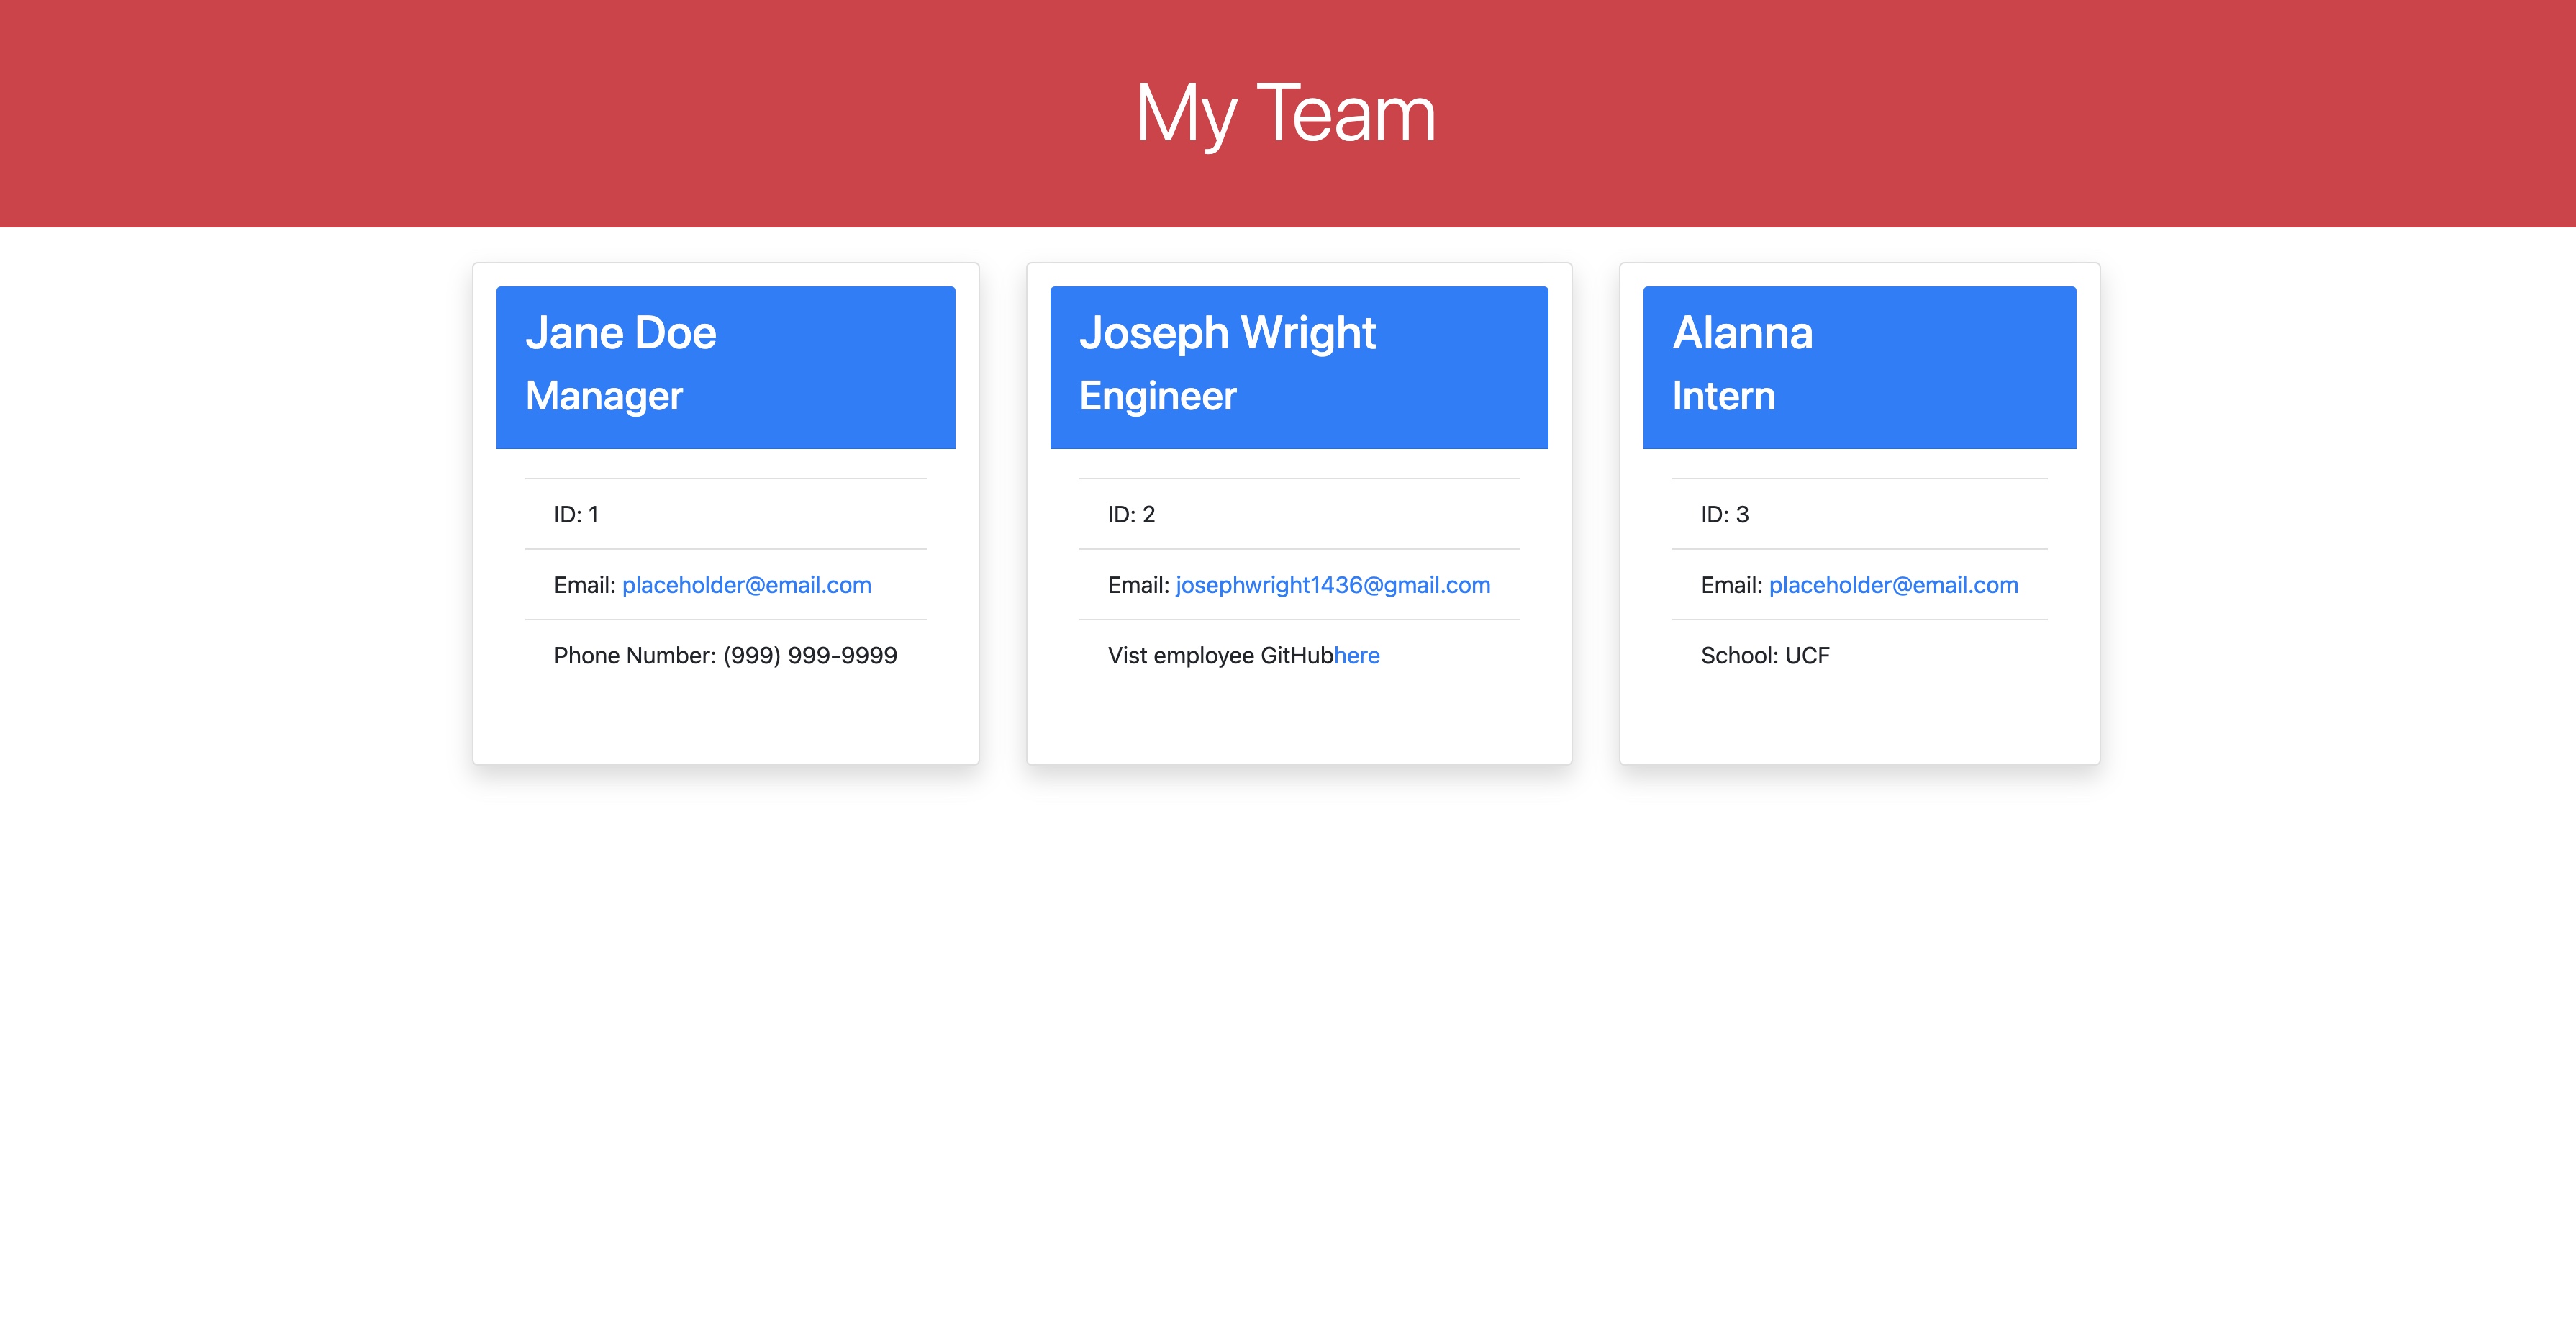 My Team
Jane Doe
Manager
ID: 1
Email: placeholder@email.com
Phone Number: (999) 999-9999
Joseph Wright
Engineer
ID: 2
Email: josephwright1436@gmail.com
Vist employee GitHubhere
Alanna
Intern
ID: 3
Email: placeholder@email.com
School: UCF